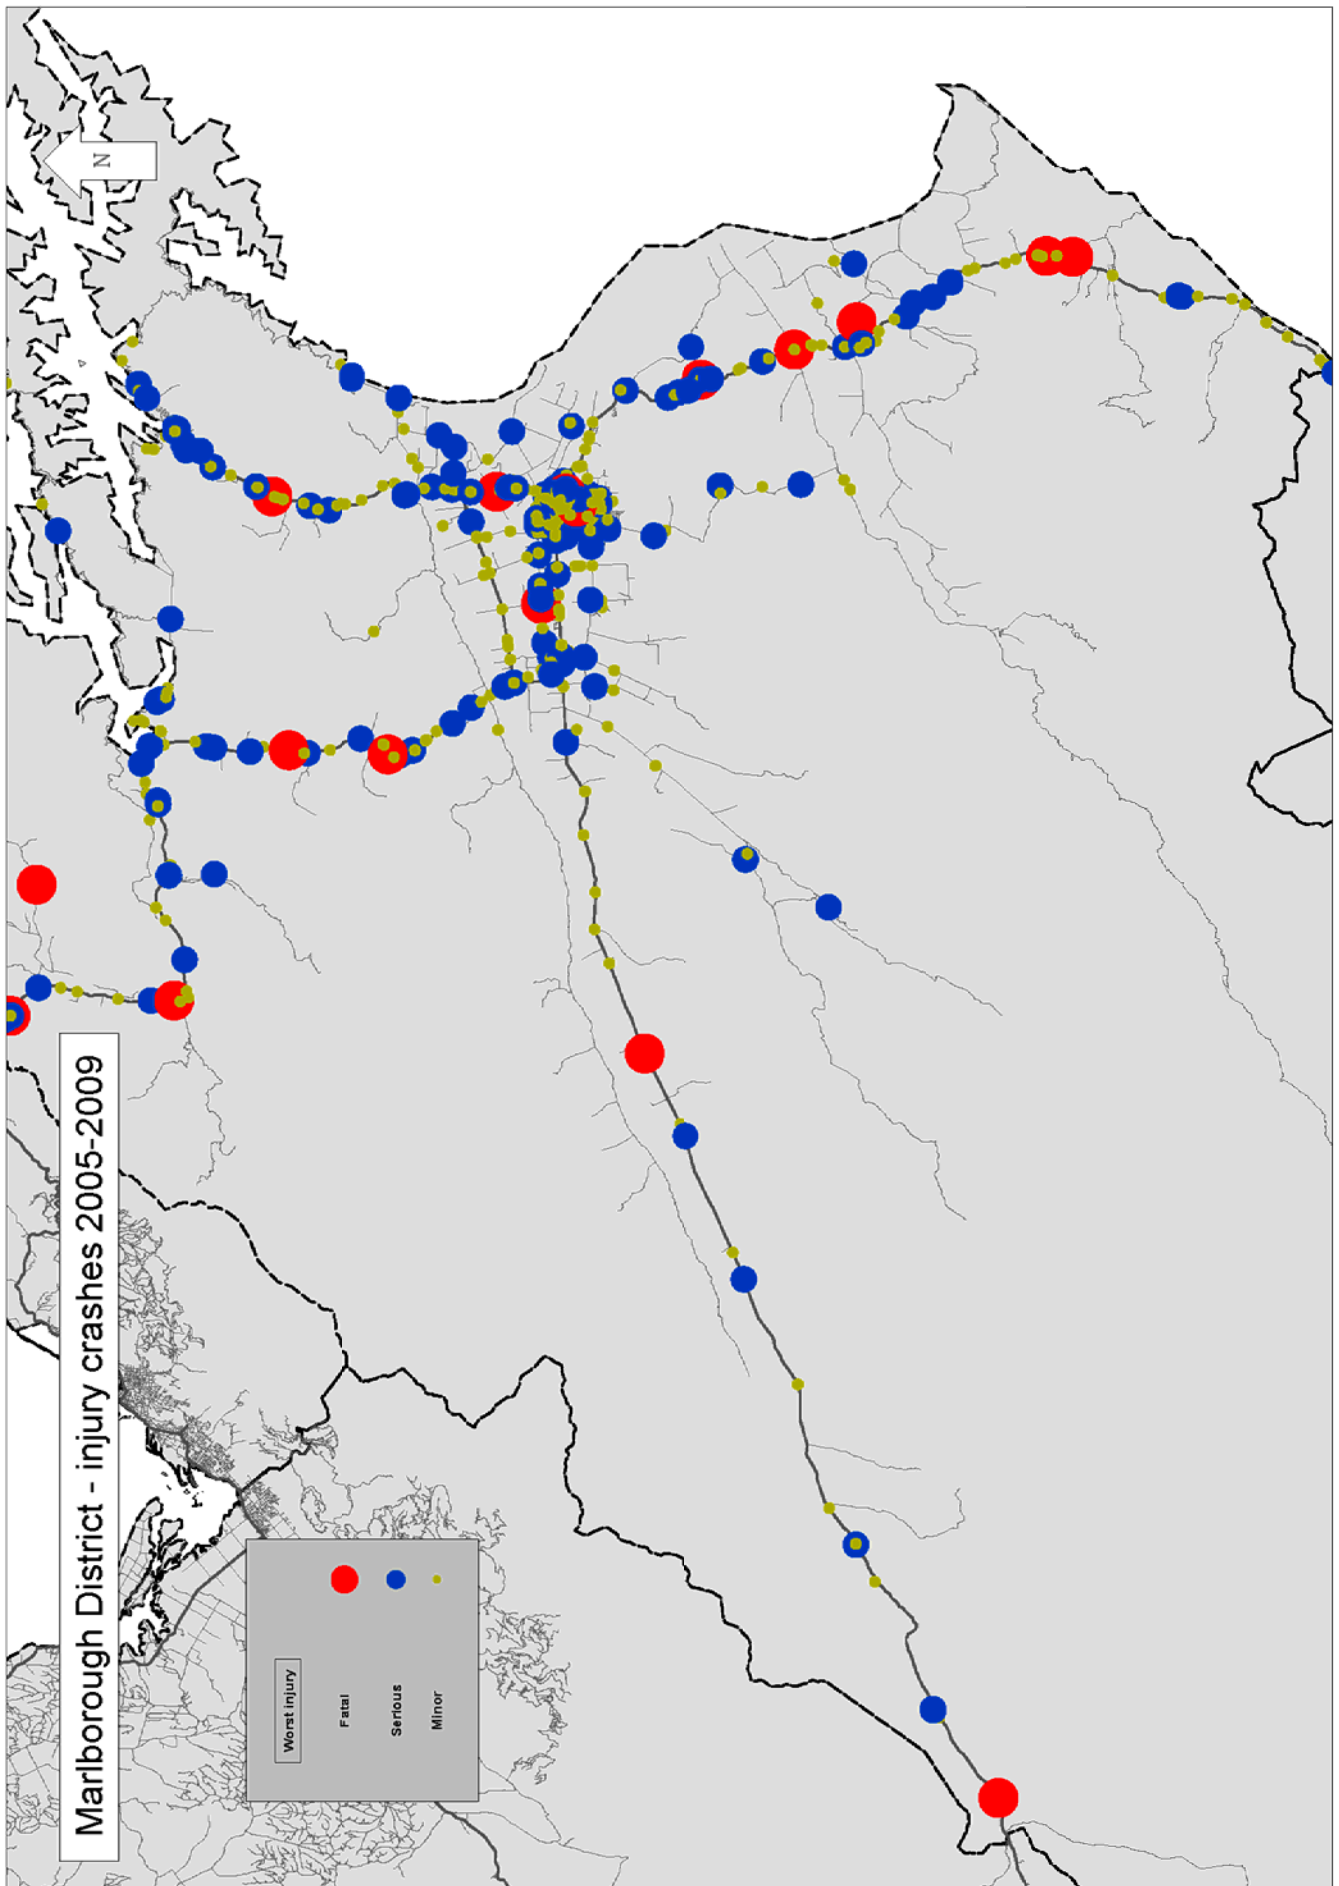 Marlborough District - injury crashes 2005-2009
N
Worst injury
Fatal
Serious
Minor